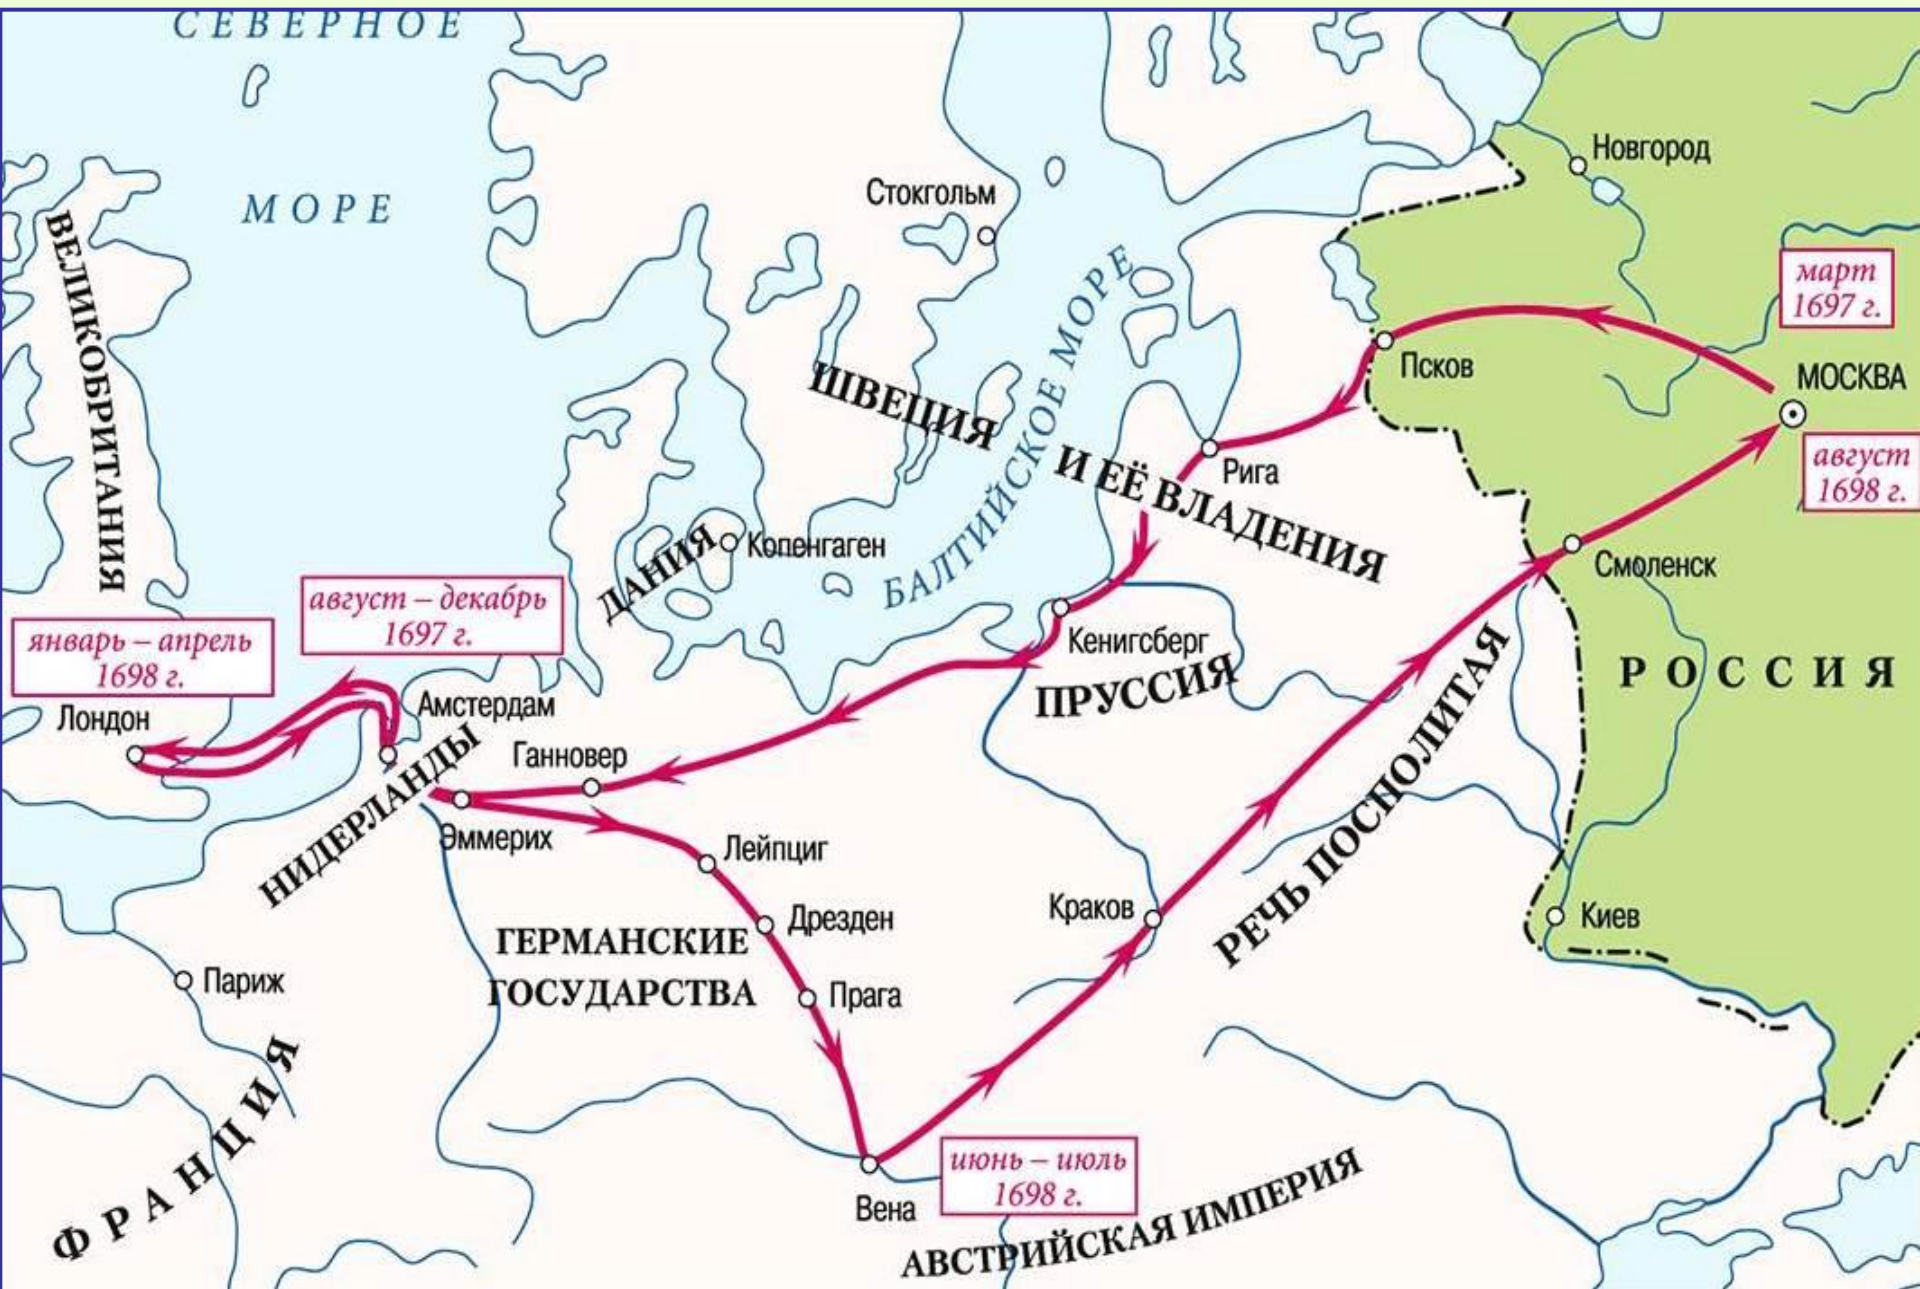 СЕВЕРНОЕ
МОРЕ
ВЕЛИКОБРИТАНИЯ
Стокгольм
Новгород
март
1697 г.
БАЛТИЙСКОЕ МОРЕ
Псков
МОСКВА
ШВЕЦИЯ И ЕЁ ВЛАДЕНИЯ
Рига
август
1698 г.
ДАНИЯ
Копенгаген
Смоленск
август – декабрь
1697 г.
январь – апрель
1698 г.
Кенигсберг
ПРУССИЯ
РОССИЯ
Лондон
Амстердам
Ганновер
НИДЕРЛАНДЫ
Эммерих
Лейпциг
РЕЧЬ ПОСПОЛИТАЯ
Краков
Дрезден
Киев
ГЕРМАНСКИЕ
ГОСУДАРСТВА
Париж
Прага
ФРАНЦИЯ
июнь – июль
1698 г.
Вена
АВСТРИЙСКАЯ ИМПЕРИЯ